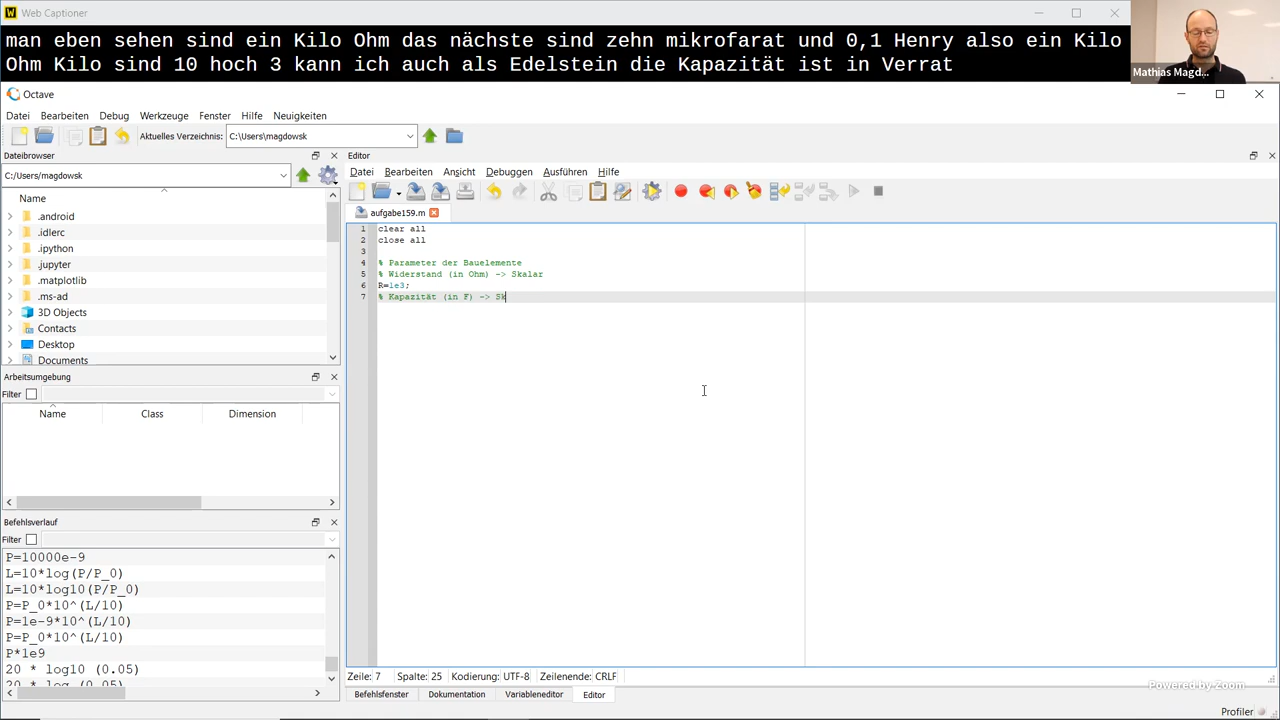 Web Captioner
man eben sehen sind ein Kilo Ohm das nächste sind zehn mikrofarat und 0,1 Henry also ein Kilo
Ohm Kilo sind 10 hoch 3 kann ich auch als Edelstein die Kapazität ist in Verrat
Mathias Magd...
Octave
Datei Bearbeiten Debug Fenster Hilfe Neuigkeiten
Aktuelles Verzeichnis: C:\Users\magdowsk
Dateibrowser
C:/Users/magdowsk
Name
.android
.idlerc
.ipython
.jupyter
.matplotlib
.ms-ad
3D Objects
Contacts
Desktop
Documents
Arbeitsumgebung
Filter
Name Class Dimension
Befehlsverlauf
Filter
P=10000e-9
L=10*log(P/P_0)
L=10*log10(P/P_0)
P=P_0*10^(L/10)
P=1e-9*10^(L/10)
P=P_0*10^(L/10)
P*1e9
20 * log10 (0.05)
20 * log (0.05)
Editor
Datei Bearbeiten Ansicht Debuggen Ausführen Hilfe
aufgabe159.m
1 clear all
2 close all
3
4 % Parameter der Bauelemente
5 % Widerstand (in Ohm) -> Skalar
6 R=1e3;
7 % Kapazität (in F) -> Sk
Zeile: 7 Spalte: 25 Kodierung: UTF-8 Zeilenende: CRLF
Befehlsfenster Dokumentation Variableneditor Editor
Powered by Zoom
Profiler